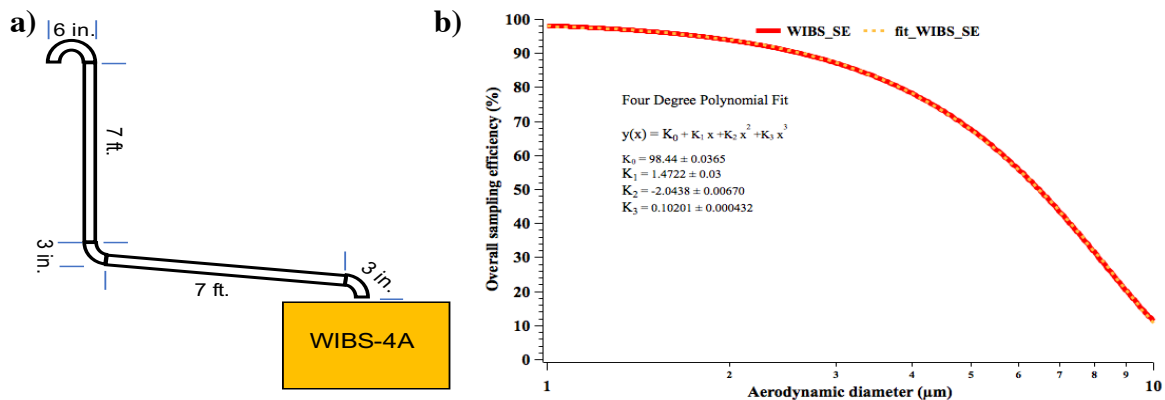 a)
6 in.
7 ft.
3 in.
7 ft.
3 in.
WIBS-4A
b)
Overall sampling efficiency (%)
100
90
80
70
60
50
40
30
20
10
0
WIBS_SE fit_WIBS_SE
Four Degree Polynomial Fit
y(x) = K₀ + K₁ x +K₂ x² +K₃ x³
K₀ = 98.44 ± 0.0365
K₁ = 1.4722 ± 0.03
K₂ = -2.0438 ± 0.00670
K₃ = 0.10201 ± 0.000432
1 2 3 4 5 6 7 8 9 10
Aerodynamic diameter (µm)